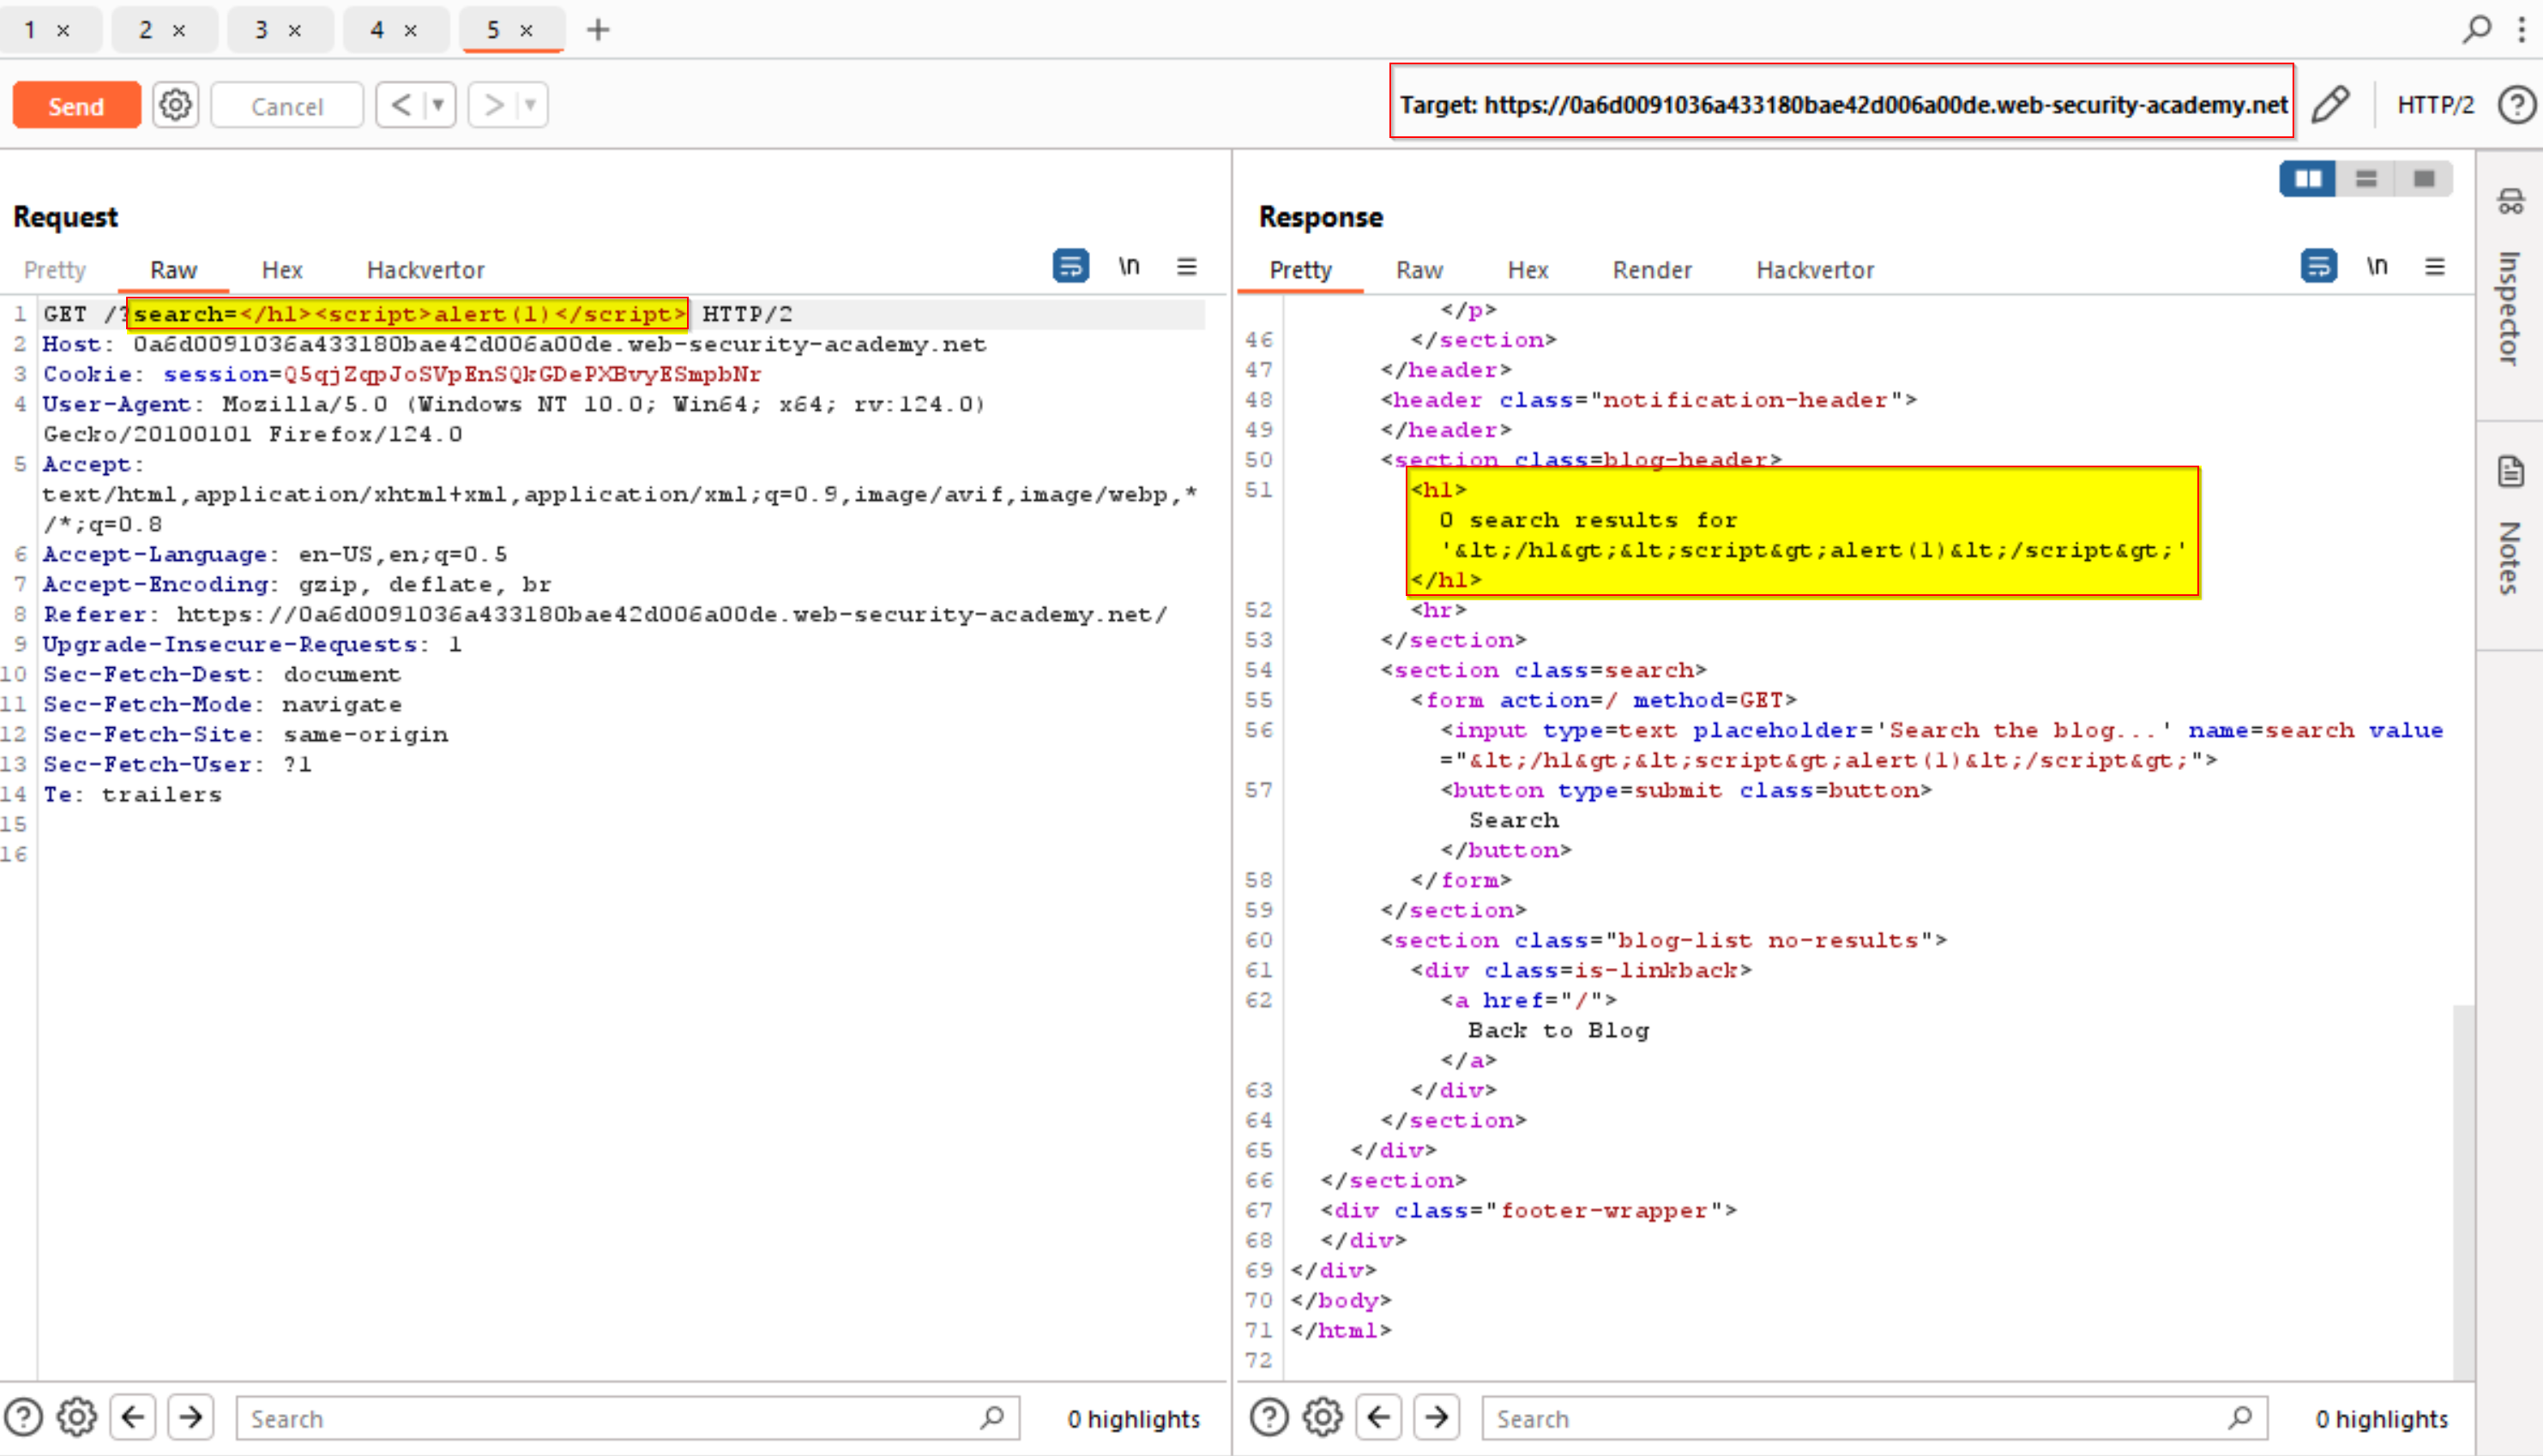 1 × 2 × 3 × 4 × 5 × +
Send Cancel < ▼ > ▼ Target: https://0a6d0091036a433180bae42d006a00de.web-security-academy.net HTTP/2 ?
Request
Pretty Raw Hex Hackvertor \n
1 GET /?search=</h1><script>alert(1)</script> HTTP/2
2 Host: 0a6d0091036a433180bae42d006a00de.web-security-academy.net
3 Cookie: session=Q5qjZqpJoSVpEnSQkGDePXBvyESmpbNr
4 User-Agent: Mozilla/5.0 (Windows NT 10.0; Win64; x64; rv:124.0)
Gecko/20100101 Firefox/124.0
5 Accept:
text/html,application/xhtml+xml,application/xml;q=0.9,image/avif,image/webp,*
/*;q=0.8
6 Accept-Language: en-US,en;q=0.5
7 Accept-Encoding: gzip, deflate, br
8 Referer: https://0a6d0091036a433180bae42d006a00de.web-security-academy.net/
9 Upgrade-Insecure-Requests: 1
10 Sec-Fetch-Dest: document
11 Sec-Fetch-Mode: navigate
12 Sec-Fetch-Site: same-origin
13 Sec-Fetch-User: ?1
14 Te: trailers
15
16
Search 0 highlights
Response
Pretty Raw Hex Render Hackvertor \n
</p>
46 </section>
47 </header>
48 <header class="notification-header">
49 </header>
50 <section class=blog-header>
51 <h1>
0 search results for
'&lt;/h1&gt;&lt;script&gt;alert(1)&lt;/script&gt;'
</h1>
52 <hr>
53 </section>
54 <section class=search>
55 <form action=/ method=GET>
56 <input type=text placeholder='Search the blog...' name=search value
="&lt;/h1&gt;&lt;script&gt;alert(1)&lt;/script&gt;">
57 <button type=submit class=button>
Search
</button>
58 </form>
59 </section>
60 <section class="blog-list no-results">
61 <div class=is-linkback>
62 <a href="/">
Back to Blog
</a>
63 </div>
64 </section>
65 </div>
66 </section>
67 <div class="footer-wrapper">
68 </div>
69 </div>
70 </body>
71 </html>
72
Search 0 highlights
Inspector
Notes